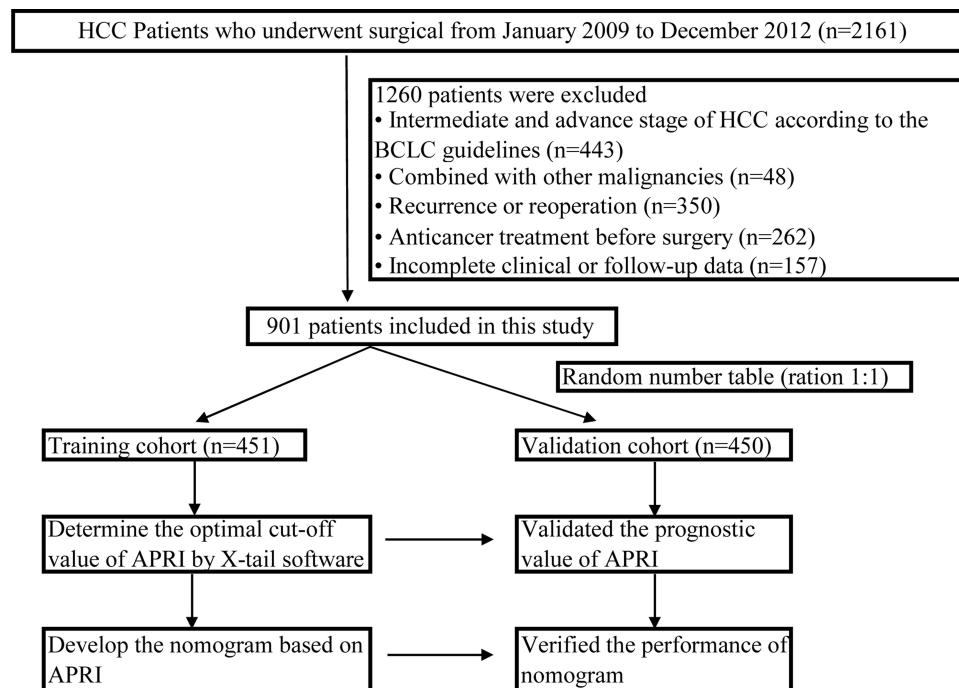 HCC Patients who underwent surgical from January 2009 to December 2012 (n=2161)
1260 patients were excluded
• Intermediate and advance stage of HCC according to the
BCLC guidelines (n=443)
• Combined with other malignancies (n=48)
• Recurrence or reoperation (n=350)
• Anticancer treatment before surgery (n=262)
• Incomplete clinical or follow-up data (n=157)
901 patients included in this study
Random number table (ration 1:1)
Training cohort (n=451)
Validation cohort (n=450)
Determine the optimal cut-off
value of APRI by X-tail software
Validated the prognostic
value of APRI
Develop the nomogram based on
APRI
Verified the performance of
nomogram